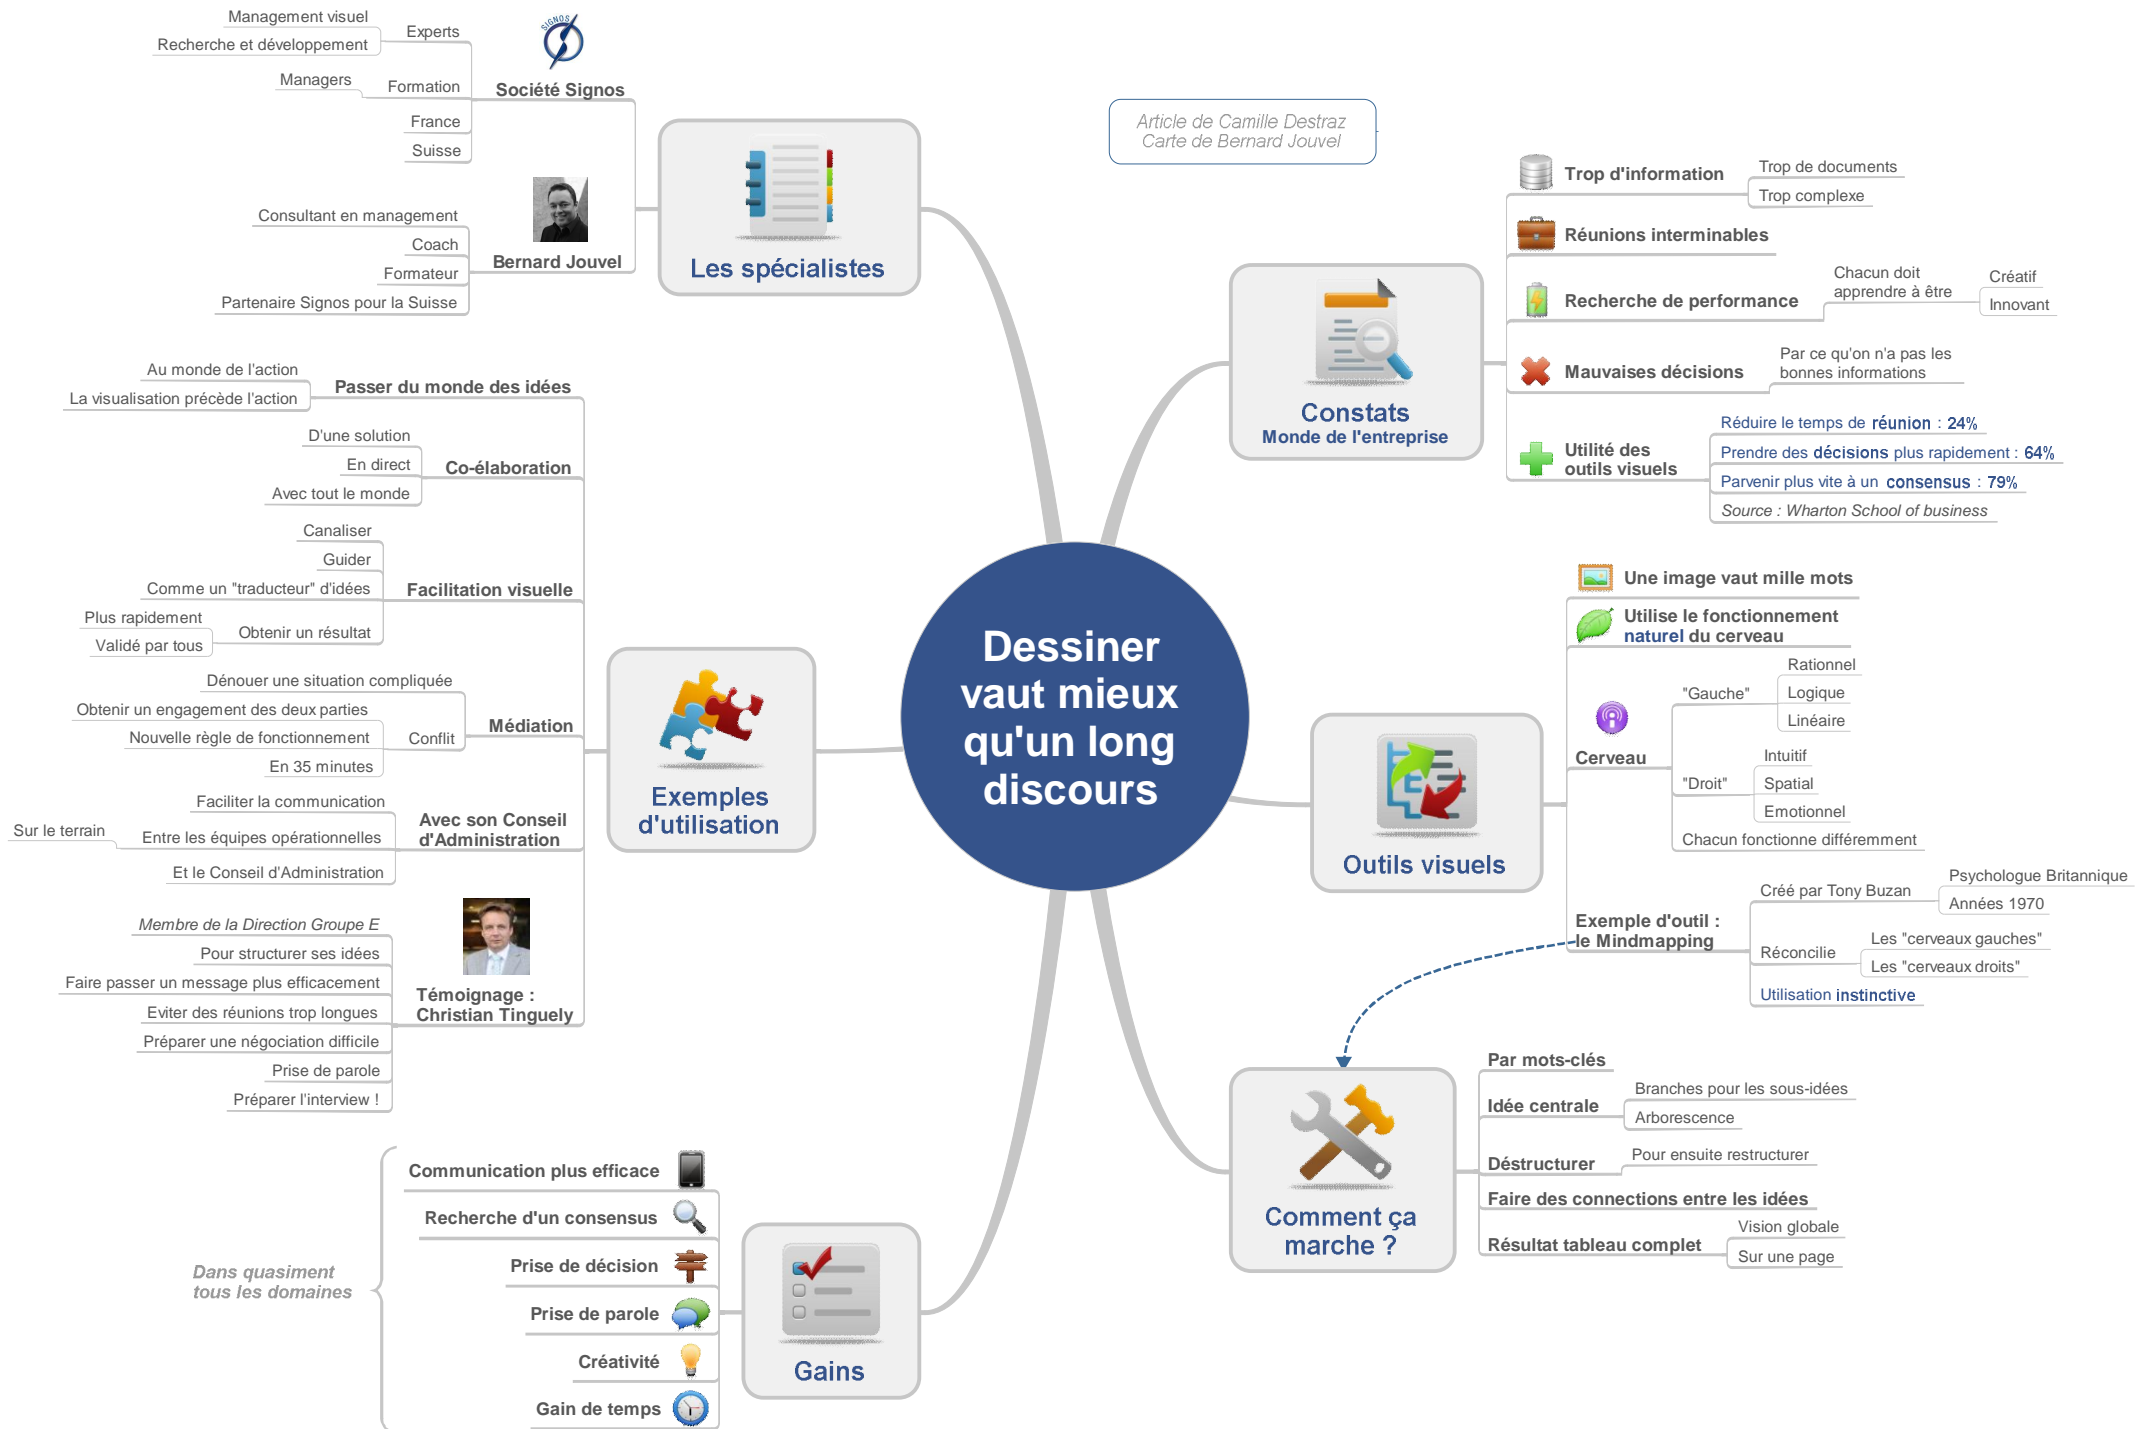 Dessiner
vaut mieux
qu'un long
discours
Article de Camille Destraz
Carte de Bernard Jouvel
Constats
Monde de l'entreprise
Trop d'information
Trop de documents
Trop complexe
Réunions interminables
Recherche de performance
Chacun doit
apprendre à être
Créatif
Innovant
Mauvaises décisions
Par ce qu'on n'a pas les
bonnes informations
Utilité des
outils visuels
Réduire le temps de réunion : 24%
Prendre des décisions plus rapidement : 64%
Parvenir plus vite à un consensus : 79%
Source : Wharton School of business
Outils visuels
Une image vaut mille mots
Utilise le fonctionnement
naturel du cerveau
Cerveau
"Gauche"
Rationnel
Logique
Linéaire
"Droit"
Intuitif
Spatial
Emotionnel
Chacun fonctionne différemment
Exemple d'outil :
le Mindmapping
Créé par Tony Buzan
Psychologue Britannique
Années 1970
Réconcilie
Les "cerveaux gauches"
Les "cerveaux droits"
Utilisation instinctive
Comment ça
marche ?
Par mots-clés
Idée centrale
Branches pour les sous-idées
Arborescence
Déstructurer
Pour ensuite restructurer
Faire des connections entre les idées
Résultat tableau complet
Vision globale
Sur une page
Les spécialistes
SIGNOS
Société Signos
Experts
Management visuel
Recherche et développement
Formation
Managers
France
Suisse
Bernard Jouvel
Consultant en management
Coach
Formateur
Partenaire Signos pour la Suisse
Exemples
d'utilisation
Passer du monde des idées
Au monde de l'action
La visualisation précède l'action
Co-élaboration
D'une solution
En direct
Avec tout le monde
Facilitation visuelle
Canaliser
Guider
Comme un "traducteur" d'idées
Obtenir un résultat
Plus rapidement
Validé par tous
Médiation
Dénouer une situation compliquée
Conflit
Obtenir un engagement des deux parties
Nouvelle règle de fonctionnement
En 35 minutes
Avec son Conseil
d'Administration
Faciliter la communication
Entre les équipes opérationnelles
Sur le terrain
Et le Conseil d'Administration
Témoignage :
Christian Tinguely
Membre de la Direction Groupe E
Pour structurer ses idées
Faire passer un message plus efficacement
Eviter des réunions trop longues
Préparer une négociation difficile
Prise de parole
Préparer l'interview !
Gains
Communication plus efficace
Recherche d'un consensus
Prise de décision
Prise de parole
Créativité
Gain de temps
Dans quasiment
tous les domaines